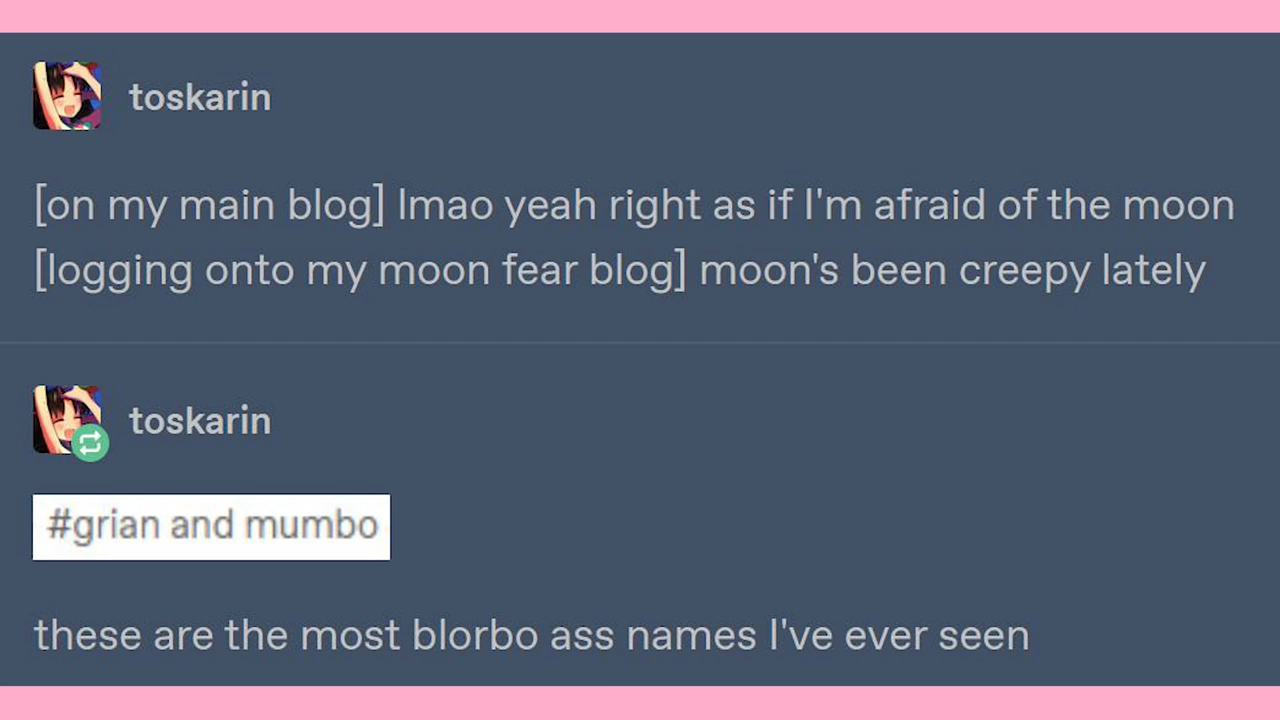 toskarin
[on my main blog] lmao yeah right as if I'm afraid of the moon
[logging onto my moon fear blog] moon's been creepy lately
toskarin
#grian and mumbo
these are the most blorbo ass names I've ever seen